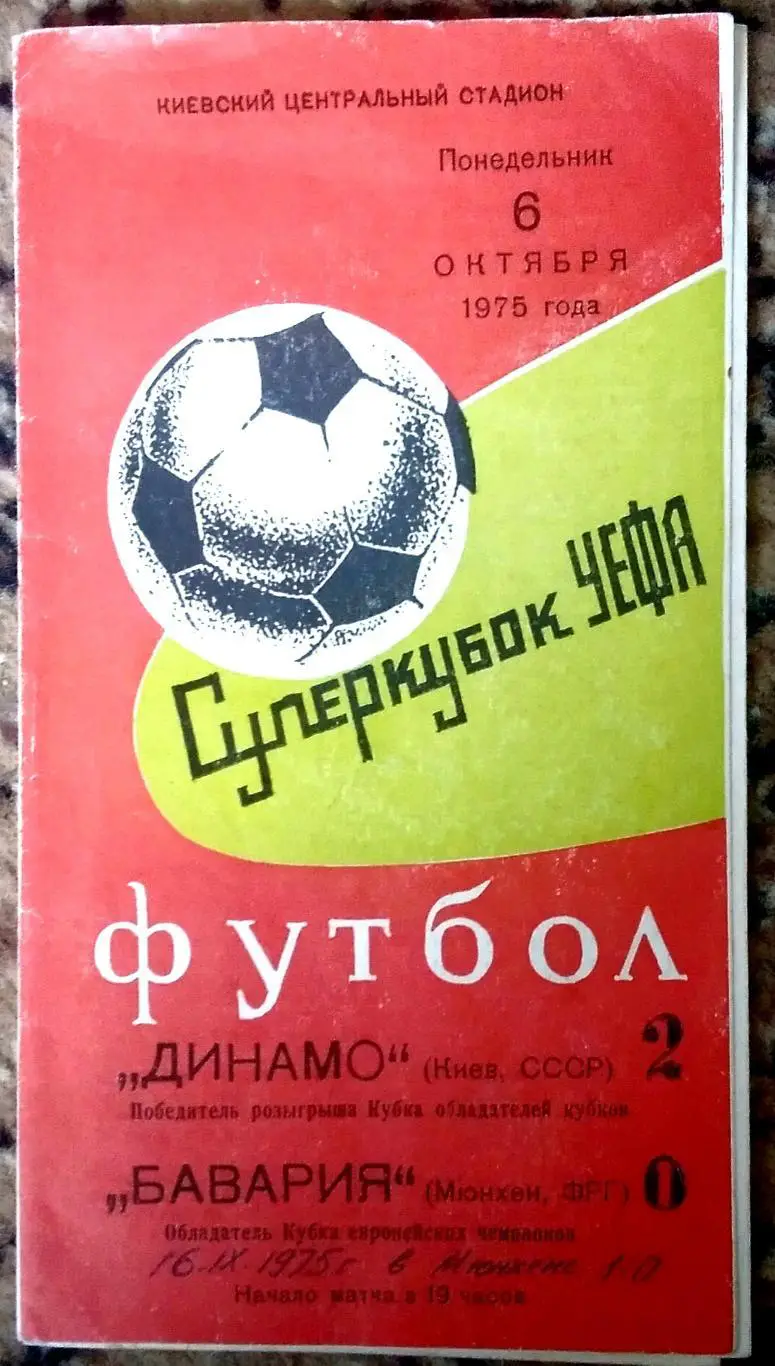 КИЕВСКИЙ ЦЕНТРАЛЬНЫЙ СТАДИОН
Понедельник
6
ОКТЯБРЯ
1975 года
Суперкубок УЕФА
футбол
„ДИНАМО“ (Киев, СССР) 2
Победитель розыгрыша Кубка обладателей кубков
„БАВАРИЯ“ (Мюнхен, ФРГ) 0
Обладатель Кубка европейских чемпионов
16.IX.1975г в Мюнхене 1-0
Начало матча в 19 часов